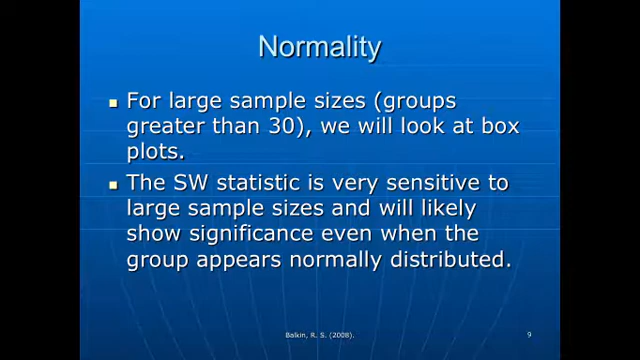 Normality
For large sample sizes (groups
greater than 30), we will look at box
plots.
The SW statistic is very sensitive to
large sample sizes and will likely
show significance even when the
group appears normally distributed.
Balkin, R. S. (2008).
9